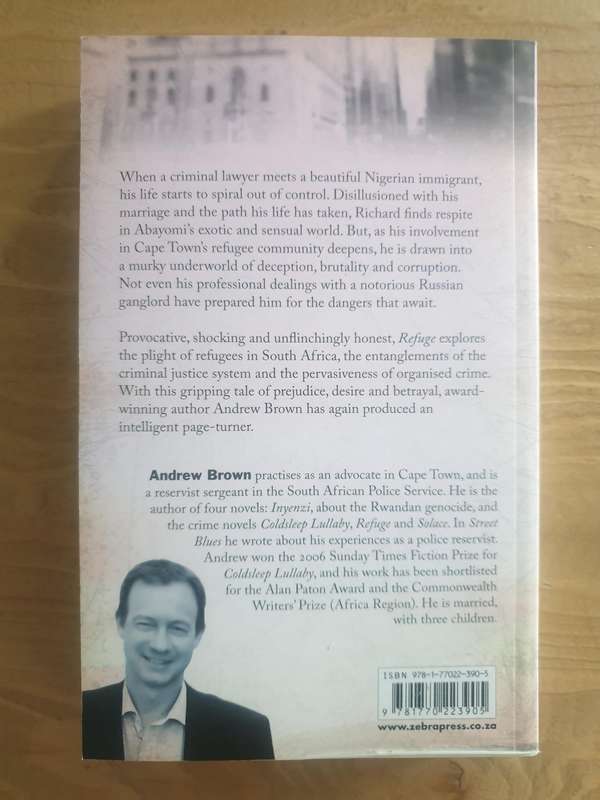 When a criminal lawyer meets a beautiful Nigerian immigrant,
his life starts to spiral out of control. Disillusioned with his
marriage and the path his life has taken, Richard finds respite
in Abayomi's exotic and sensual world. But, as his involvement
in Cape Town's refugee community deepens, he is drawn into
a murky underworld of deception, brutality and corruption.
Not even his professional dealings with a notorious Russian
ganglord have prepared him for the dangers that await.
Provocative, shocking and unflinchingly honest, Refuge explores
the plight of refugees in South Africa, the entanglements of the
criminal justice system and the pervasiveness of organised crime.
With this gripping tale of prejudice, desire and betrayal, award-
winning author Andrew Brown has again produced an
intelligent page-turner.
Andrew Brown practises as an advocate in Cape Town, and is
a reservist sergeant in the South African Police Service. He is the
author of four novels: Inyenzi, about the Rwandan genocide, and
the crime novels Coldsleep Lullaby, Refuge and Solace. In Street
Blues he wrote about his experiences as a police reservist.
Andrew won the 2006 Sunday Times Fiction Prize for
Coldsleep Lullaby, and his work has been shortlisted
for the Alan Paton Award and the Commonwealth
Writers' Prize (Africa Region). He is married,
with three children.
ISBN 978-1-77022-390-5
9 781770 223905
www.zebrapress.co.za